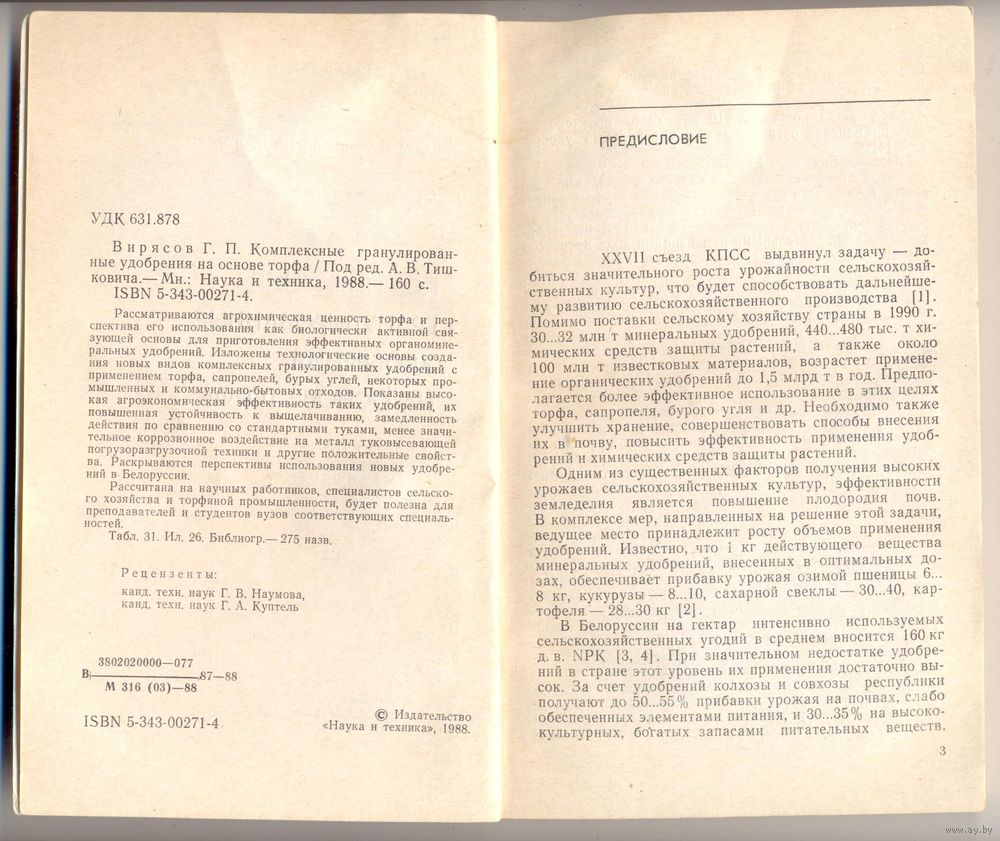 УДК 631.878
Вирясов Г. П. Комплексные гранулирован-
ные удобрения на основе торфа / Под ред. А. В. Тиш-
ковича.— Мн.: Наука и техника, 1988.— 160 с.
ISBN 5-343-00271-4.
Рассматриваются агрохимическая ценность торфа и пер-
спектива его использования как биологически активной свя-
зующей основы для приготовления эффективных органомине-
ральных удобрений. Изложены технологические основы созда-
ния новых видов комплексных гранулированных удобрений с
применением торфа, сапропелей, бурых углей, некоторых про-
мышленных и коммунально-бытовых отходов. Показаны высо-
кая агроэкономическая эффективность таких удобрений, их
повышенная устойчивость к выщелачиванию, замедленность
действия по сравнению со стандартными туками, менее значи-
тельное коррозионное воздействие на металл туковысевающей
погрузоразгрузочной техники и другие положительные свойст-
ва. Раскрываются перспективы использования новых удобре-
ний в Белоруссии.
Рассчитана на научных работников, специалистов сельско-
го хозяйства и торфяной промышленности, будет полезна для
преподавателей и студентов вузов соответствующих специаль-
ностей.
Табл. 31. Ил. 26. Библиогр.— 275 назв.
Рецензенты:
канд. техн. наук Г. В. Наумова,
канд. техн. наук Г. А. Куптель
3802020000—077
В 87—88
М 316 (03)—88
ISBN 5-343-00271-4
© Издательство
«Наука и техника», 1988.
ПРЕДИСЛОВИЕ
XXVII съезд КПСС выдвинул задачу — до-
биться значительного роста урожайности сельскохозяй-
ственных культур, что будет способствовать дальнейше-
му развитию сельскохозяйственного производства [1].
Помимо поставки сельскому хозяйству страны в 1990 г.
30...32 млн т минеральных удобрений, 440...480 тыс. т хи-
мических средств защиты растений, а также около
100 млн т известковых материалов, возрастет примене-
ние органических удобрений до 1,5 млрд т в год. Предпо-
лагается более эффективное использование в этих целях
торфа, сапропеля, бурого угля и др. Необходимо также
улучшить хранение, совершенствовать способы внесения
их в почву, повысить эффективность применения удоб-
рений и химических средств защиты растений.
Одним из существенных факторов получения высоких
урожаев сельскохозяйственных культур, эффективности
земледелия является повышение плодородия почв.
В комплексе мер, направленных на решение этой задачи,
ведущее место принадлежит росту объемов применения
удобрений. Известно, что 1 кг действующего вещества
минеральных удобрений, внесенных в оптимальных до-
зах, обеспечивает прибавку урожая озимой пшеницы 6...
8 кг, кукурузы — 8...10, сахарной свеклы — 30...40, кар-
тофеля — 28...30 кг [2].
В Белоруссии на гектар интенсивно используемых
сельскохозяйственных угодий в среднем вносится 160 кг
д. в. NPK [3, 4]. При значительном недостатке удобре-
ний в стране этот уровень их применения достаточно вы-
сок. За счет удобрений колхозы и совхозы республики
получают до 50...55% прибавки урожая на почвах, слабо
обеспеченных элементами питания, и 30...35% на высоко-
культурных, богатых запасами питательных веществ.
3
www.ay.by